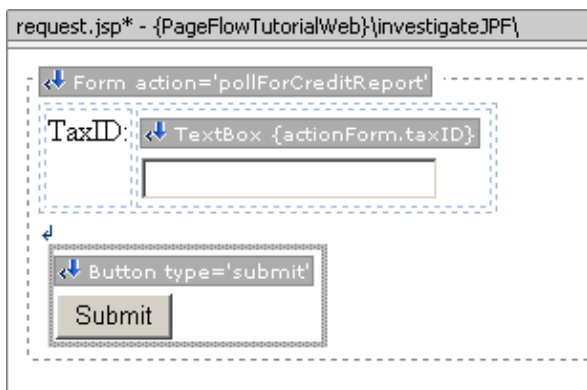 request.jsp* - {PageFlowTutorialWeb}\investigateJPF\
Form action='pollForCreditReport'
TaxID: TextBox {actionForm.taxID}
Button type='submit'
Submit